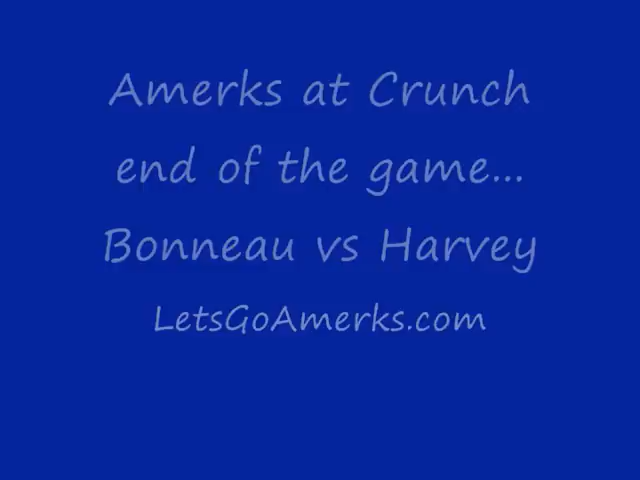 Amerks at Crunch
end of the game...
Bonneau vs Harvey
LetsGoAmerks.com